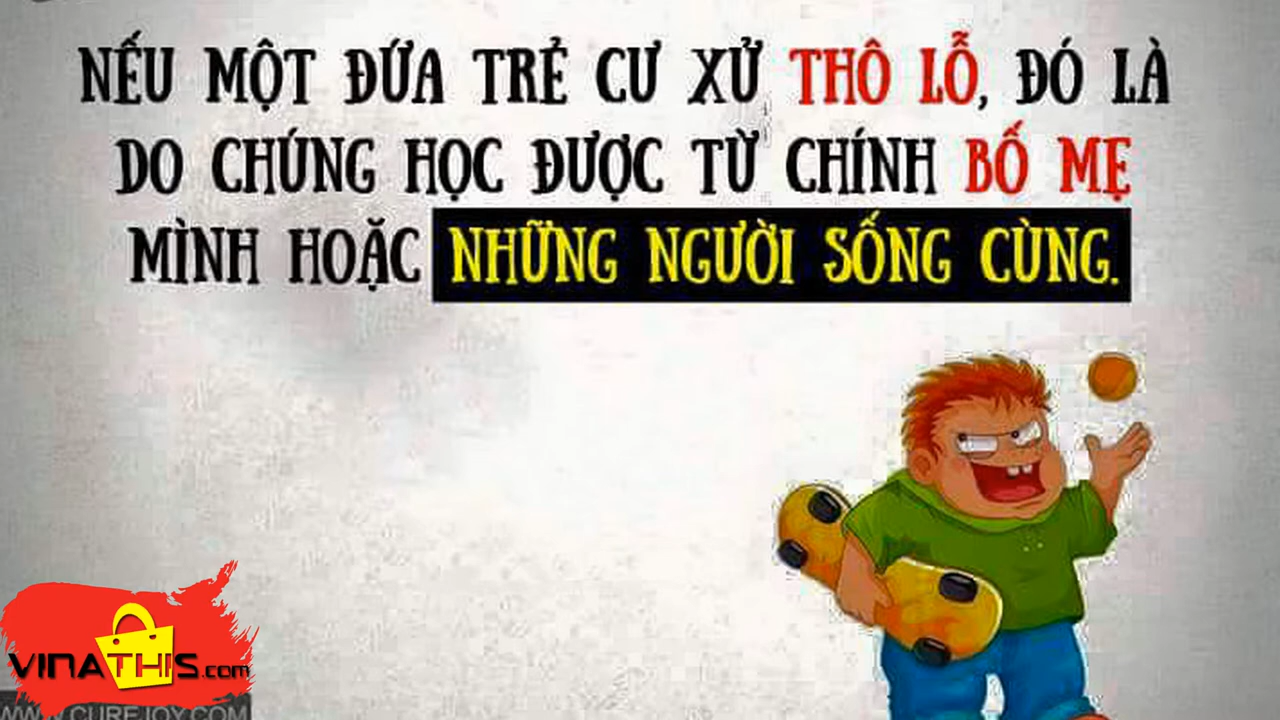 NẾU MỘT ĐỨA TRẺ CƯ XỬ THÔ LỖ, ĐÓ LÀ
DO CHÚNG HỌC ĐƯỢC TỪ CHÍNH BỐ MẸ
MÌNH HOẶC NHỮNG NGƯỜI SỐNG CÙNG.
VINATHIS.com
WWW.CUREJOY.COM